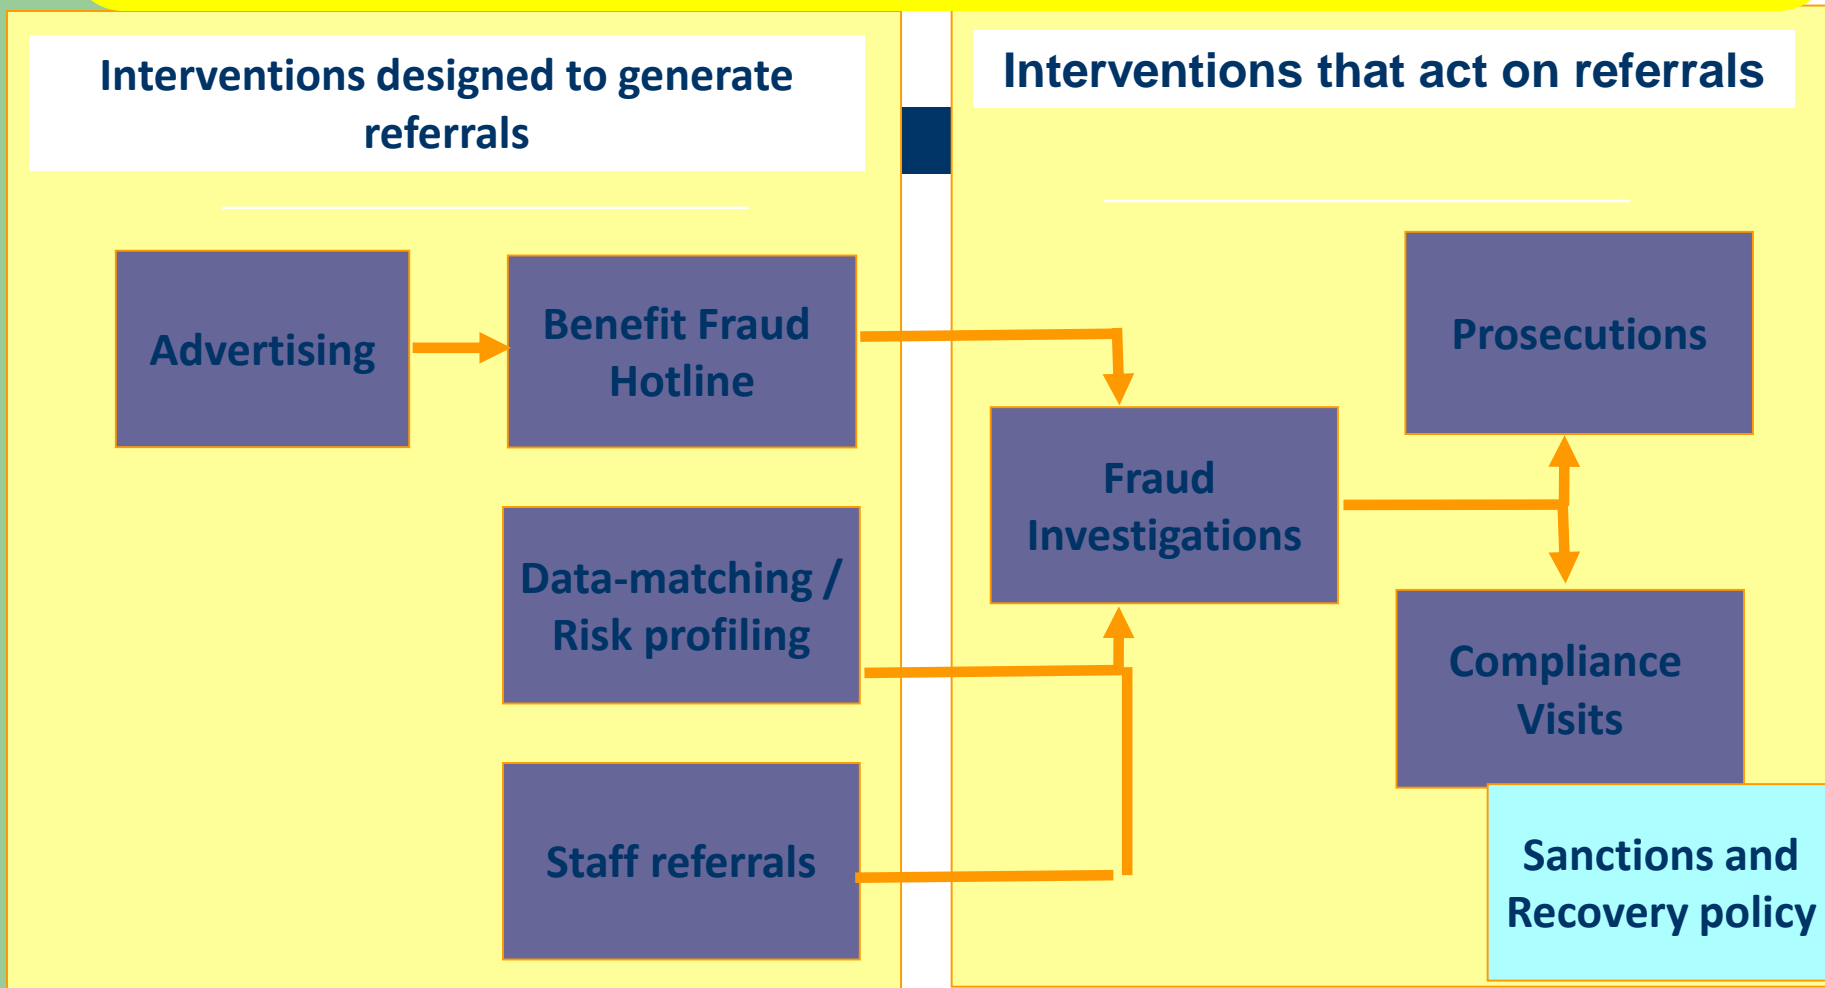 Interventions designed to generate
referrals
Interventions that act on referrals
Advertising
Benefit Fraud
Hotline
Data-matching /
Risk profiling
Staff referrals
Fraud
Investigations
Prosecutions
Compliance
Visits
Sanctions and
Recovery policy